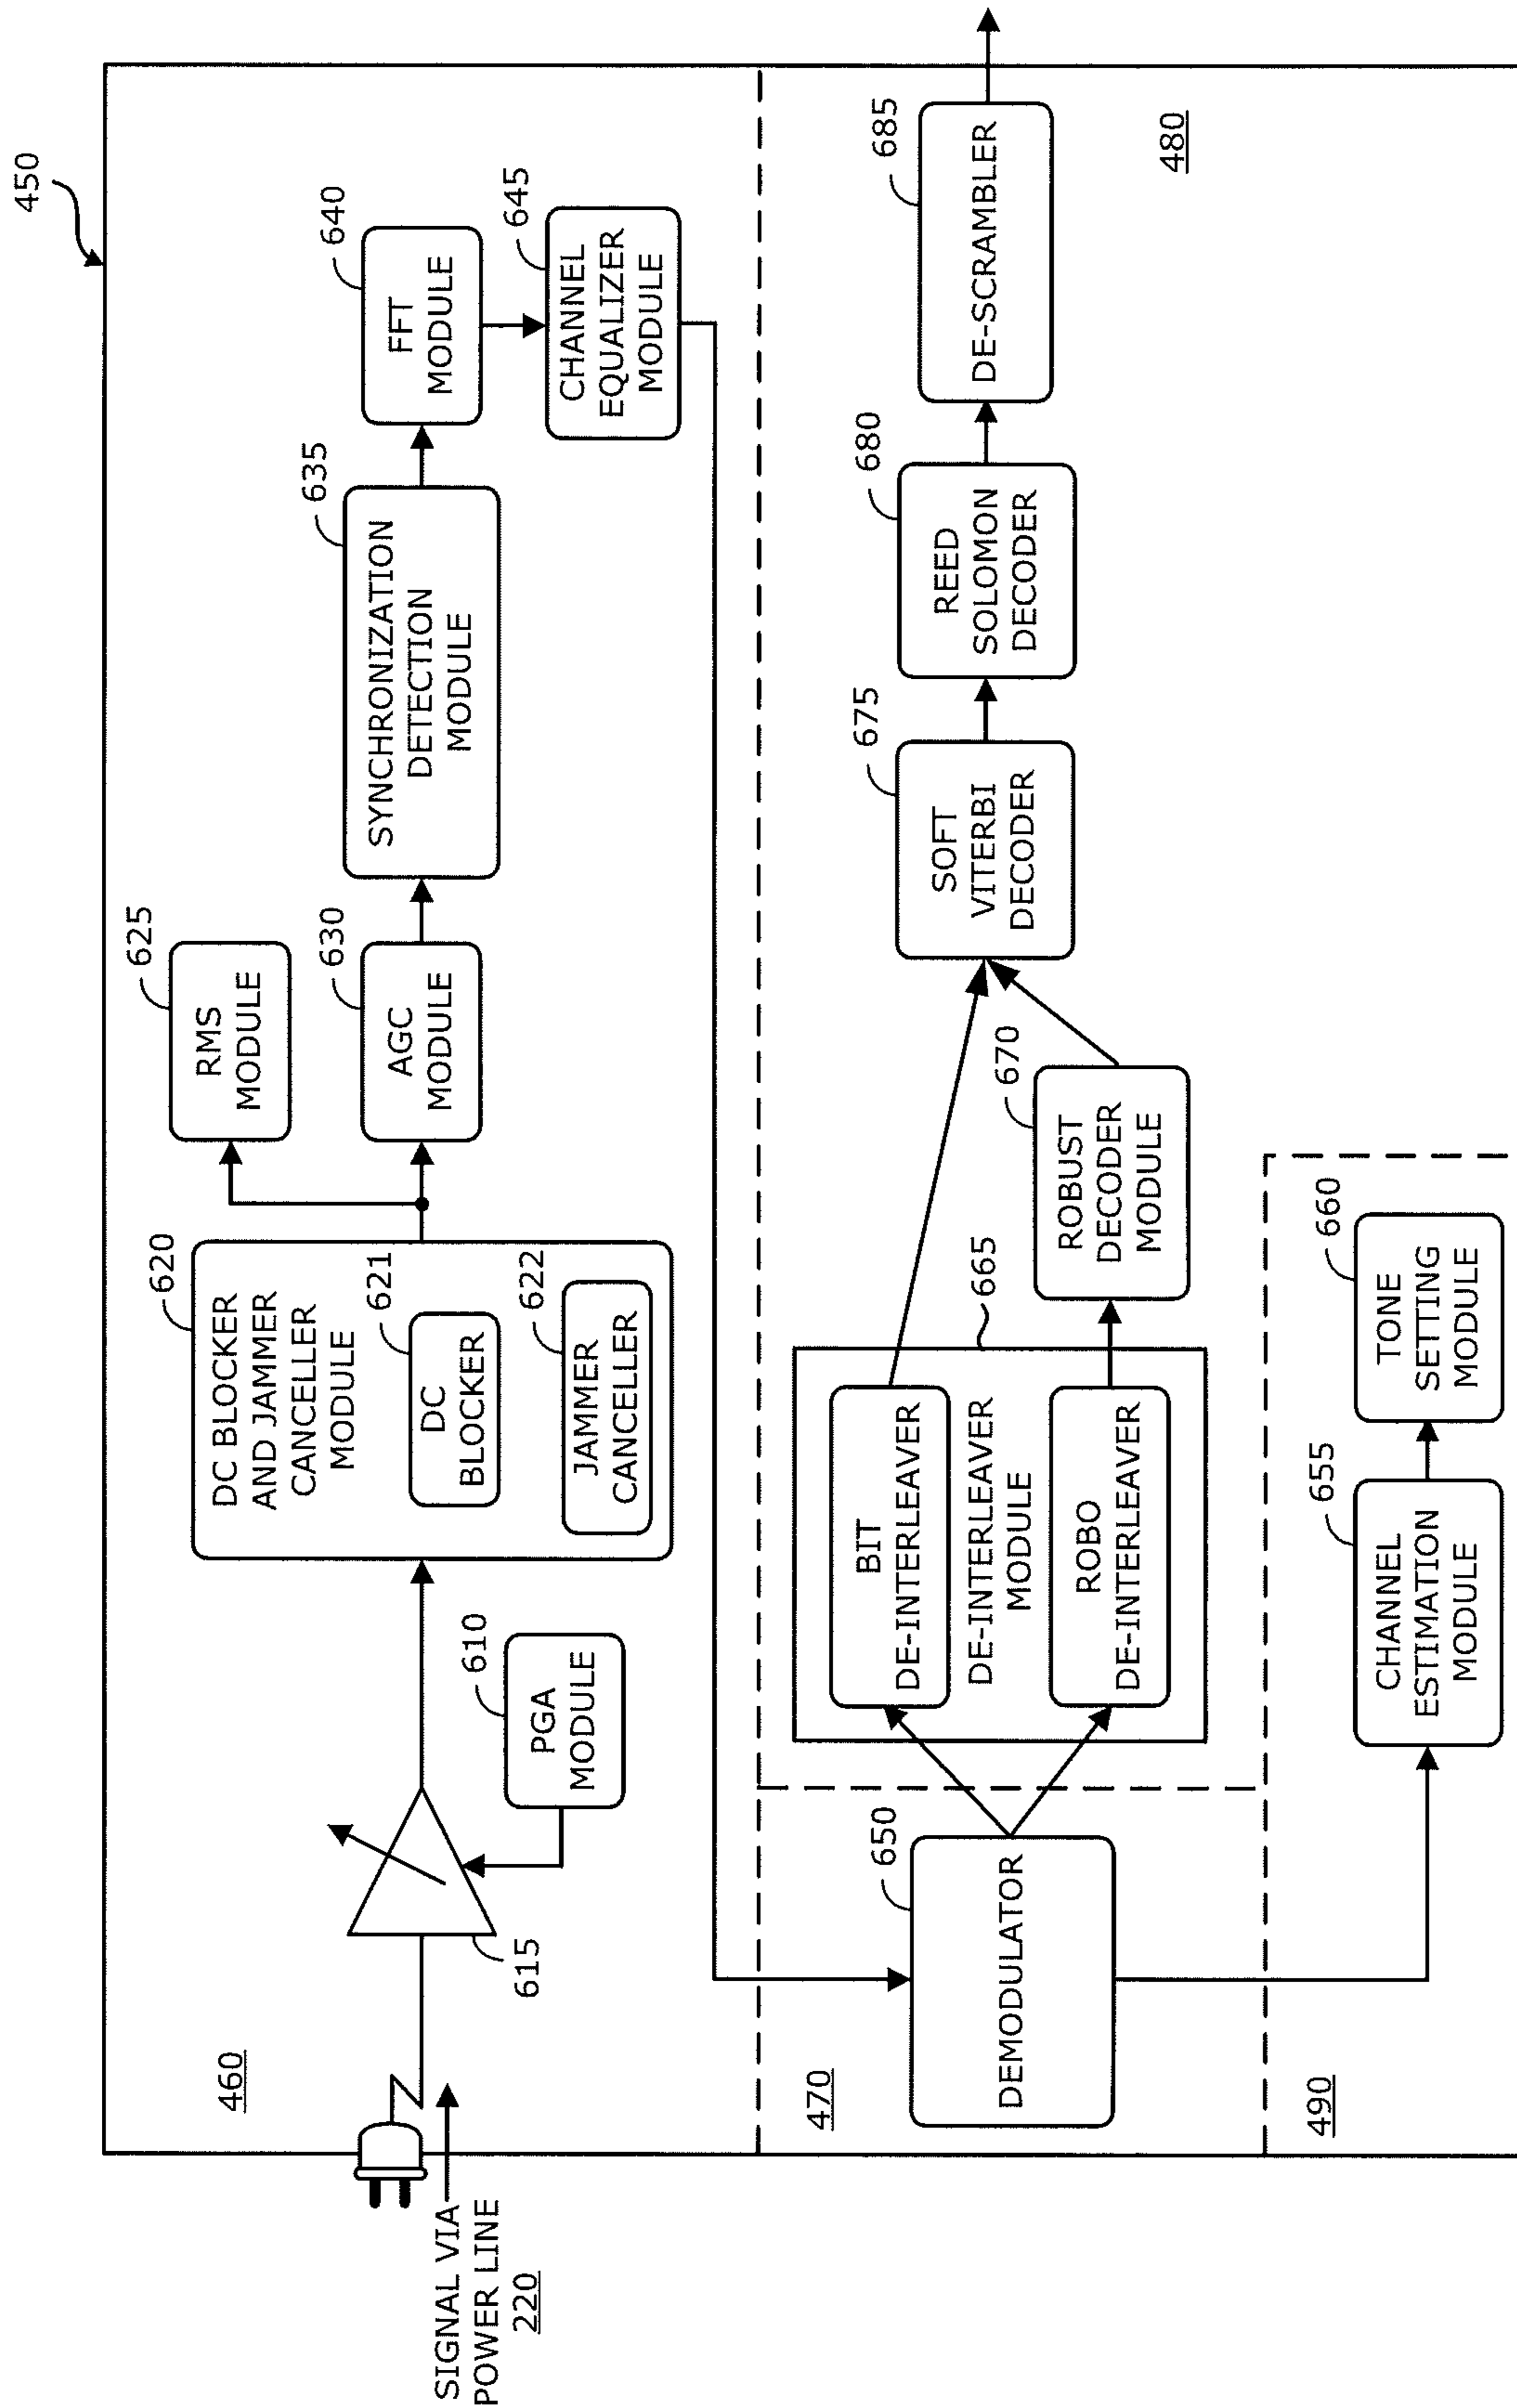 450
460
SIGNAL VIA
POWER LINE
220
615
610
PGA
MODULE
620
DC BLOCKER
AND JAMMER
CANCELLER
MODULE
621
DC
BLOCKER
622
JAMMER
CANCELLER
625
RMS
MODULE
630
AGC
MODULE
635
SYNCHRONIZATION
DETECTION
MODULE
640
FFT
MODULE
645
CHANNEL
EQUALIZER
MODULE
470
650
DEMODULATOR
BIT
DE-INTERLEAVER
DE-INTERLEAVER
MODULE
ROBO
DE-INTERLEAVER
665
670
ROBUST
DECODER
MODULE
675
SOFT
VITERBI
DECODER
680
REED
SOLOMON
DECODER
685
DE-SCRAMBLER
480
490
655
CHANNEL
ESTIMATION
MODULE
660
TONE
SETTING
MODULE